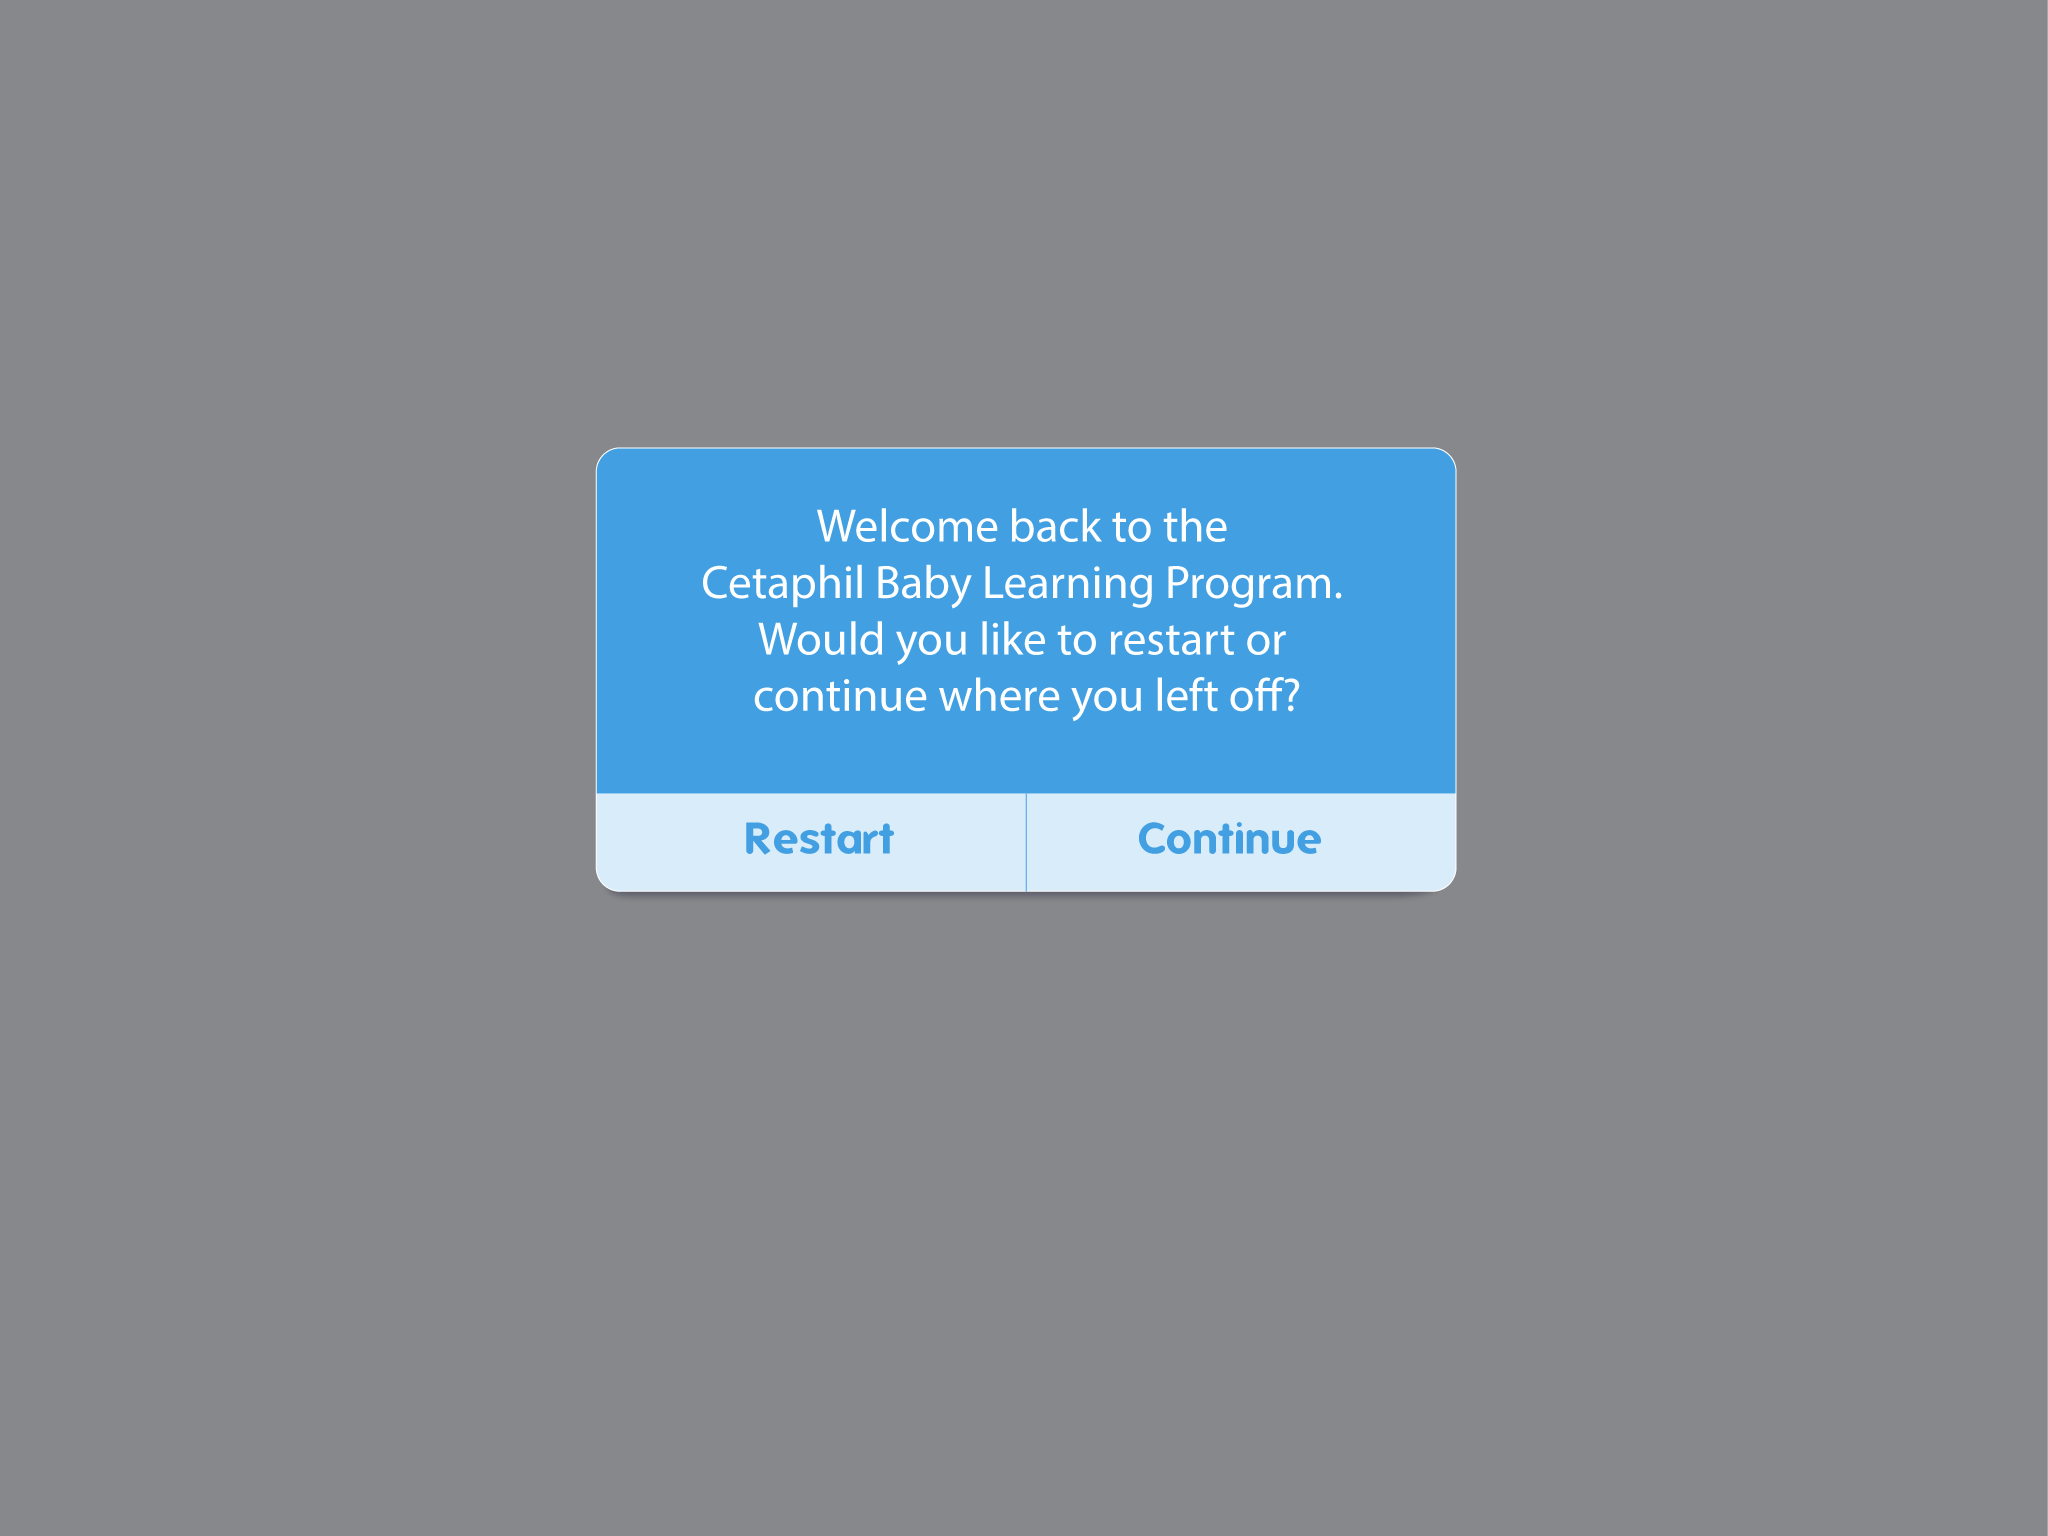 Welcome back to the
Cetaphil Baby Learning Program.
Would you like to restart or
continue where you left off?
Restart
Continue